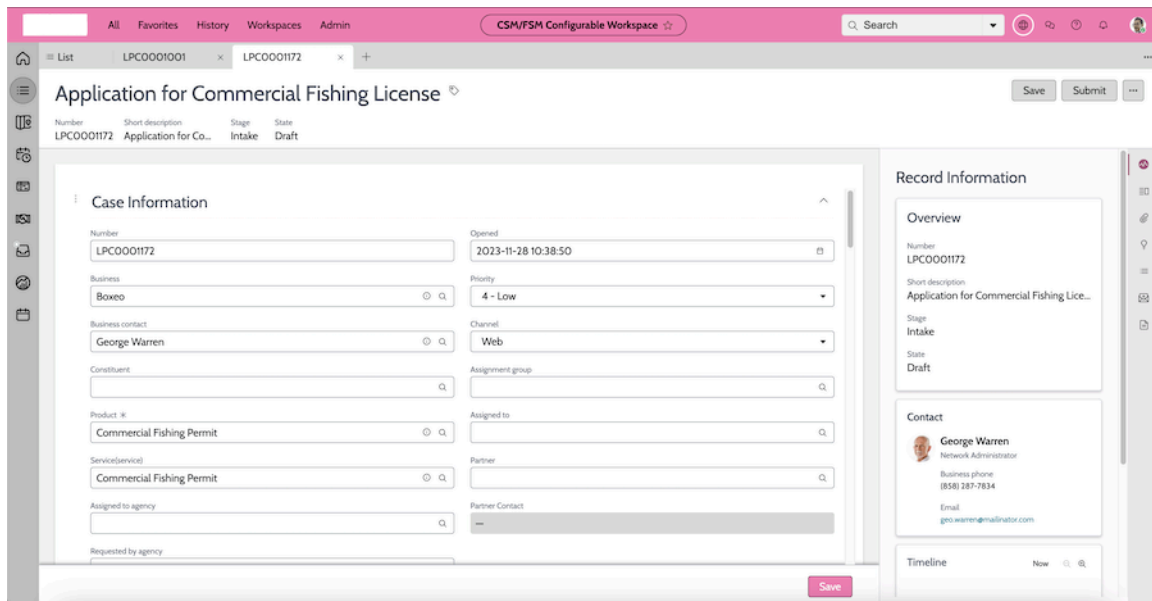 All Favorites History Workspaces Admin CSM/FSM Configurable Workspace Search
List LPC0001001 LPC0001172
Application for Commercial Fishing License
Save Submit
Number Short description Stage State
LPC0001172 Application for Co... Intake Draft
Case Information
Number
LPC0001172
Opened
2023-11-28 10:38:50
Business
Boxeo
Priority
4 - Low
Business contact
George Warren
Channel
Web
Constituent
Assignment group
Product
Commercial Fishing Permit
Assigned to
Service(service)
Commercial Fishing Permit
Partner
Assigned to agency
Partner Contact
—
Requested by agency
Save
Record Information
Overview
Number
LPC0001172
Short description
Application for Commercial Fishing Lice...
Stage
Intake
State
Draft
Contact
George Warren
Network Administrator
Business phone
(858) 287-7834
Email
geo.warren@mailinator.com
Timeline Now